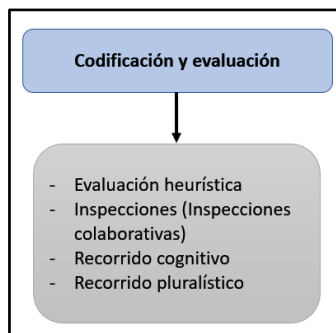 Codificación y evaluación
- Evaluación heurística
- Inspecciones (Inspecciones
colaborativas)
- Recorrido cognitivo
- Recorrido pluralístico